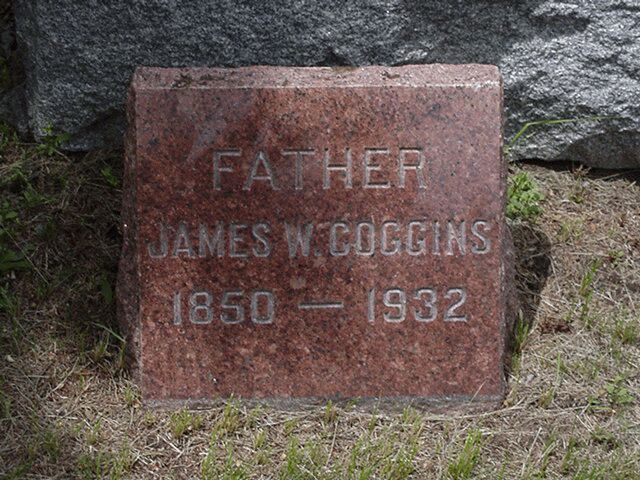 FATHER
JAMES W. COGGINS
1850 — 1932